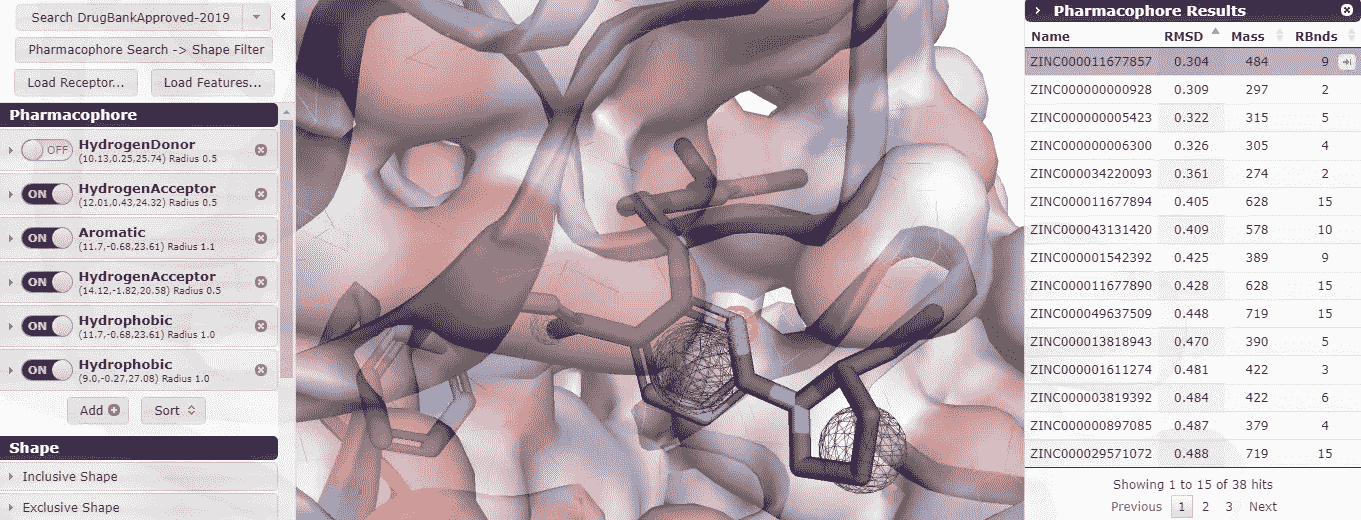 Search DrugBankApproved-2019
Pharmacophore Search -> Shape Filter
Load Receptor... Load Features...
Pharmacophore
OFF HydrogenDonor
(10.13,0.25,25.74) Radius 0.5
ON HydrogenAcceptor
(12.01,0.43,24.32) Radius 0.5
ON Aromatic
(11.7,-0.68,23.61) Radius 1.1
ON HydrogenAcceptor
(14.12,-1.82,20.58) Radius 0.5
ON Hydrophobic
(11.7,-0.68,23.61) Radius 1.0
ON Hydrophobic
(9.0,-0.27,27.08) Radius 1.0
Add Sort
Shape
Inclusive Shape
Exclusive Shape
Pharmacophore Results
Name RMSD Mass RBnds
ZINC000011677857 0.304 484 9
ZINC000000000928 0.309 297 2
ZINC000000005423 0.322 315 5
ZINC000000006300 0.326 305 4
ZINC000034220093 0.361 274 2
ZINC000011677894 0.405 628 15
ZINC000043131420 0.409 578 10
ZINC000001542392 0.425 389 9
ZINC000011677890 0.428 628 15
ZINC000049637509 0.448 719 15
ZINC000013818943 0.470 390 5
ZINC000001611274 0.481 422 3
ZINC000003819392 0.484 422 6
ZINC000000897085 0.487 379 4
ZINC000029571072 0.488 719 15
Showing 1 to 15 of 38 hits
Previous 1 2 3 Next